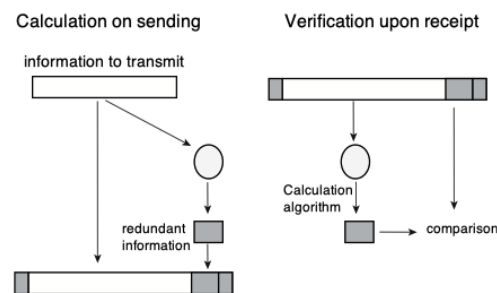 Calculation on sending
Verification upon receipt
information to transmit
Calculation
algorithm
redundant
information
comparison